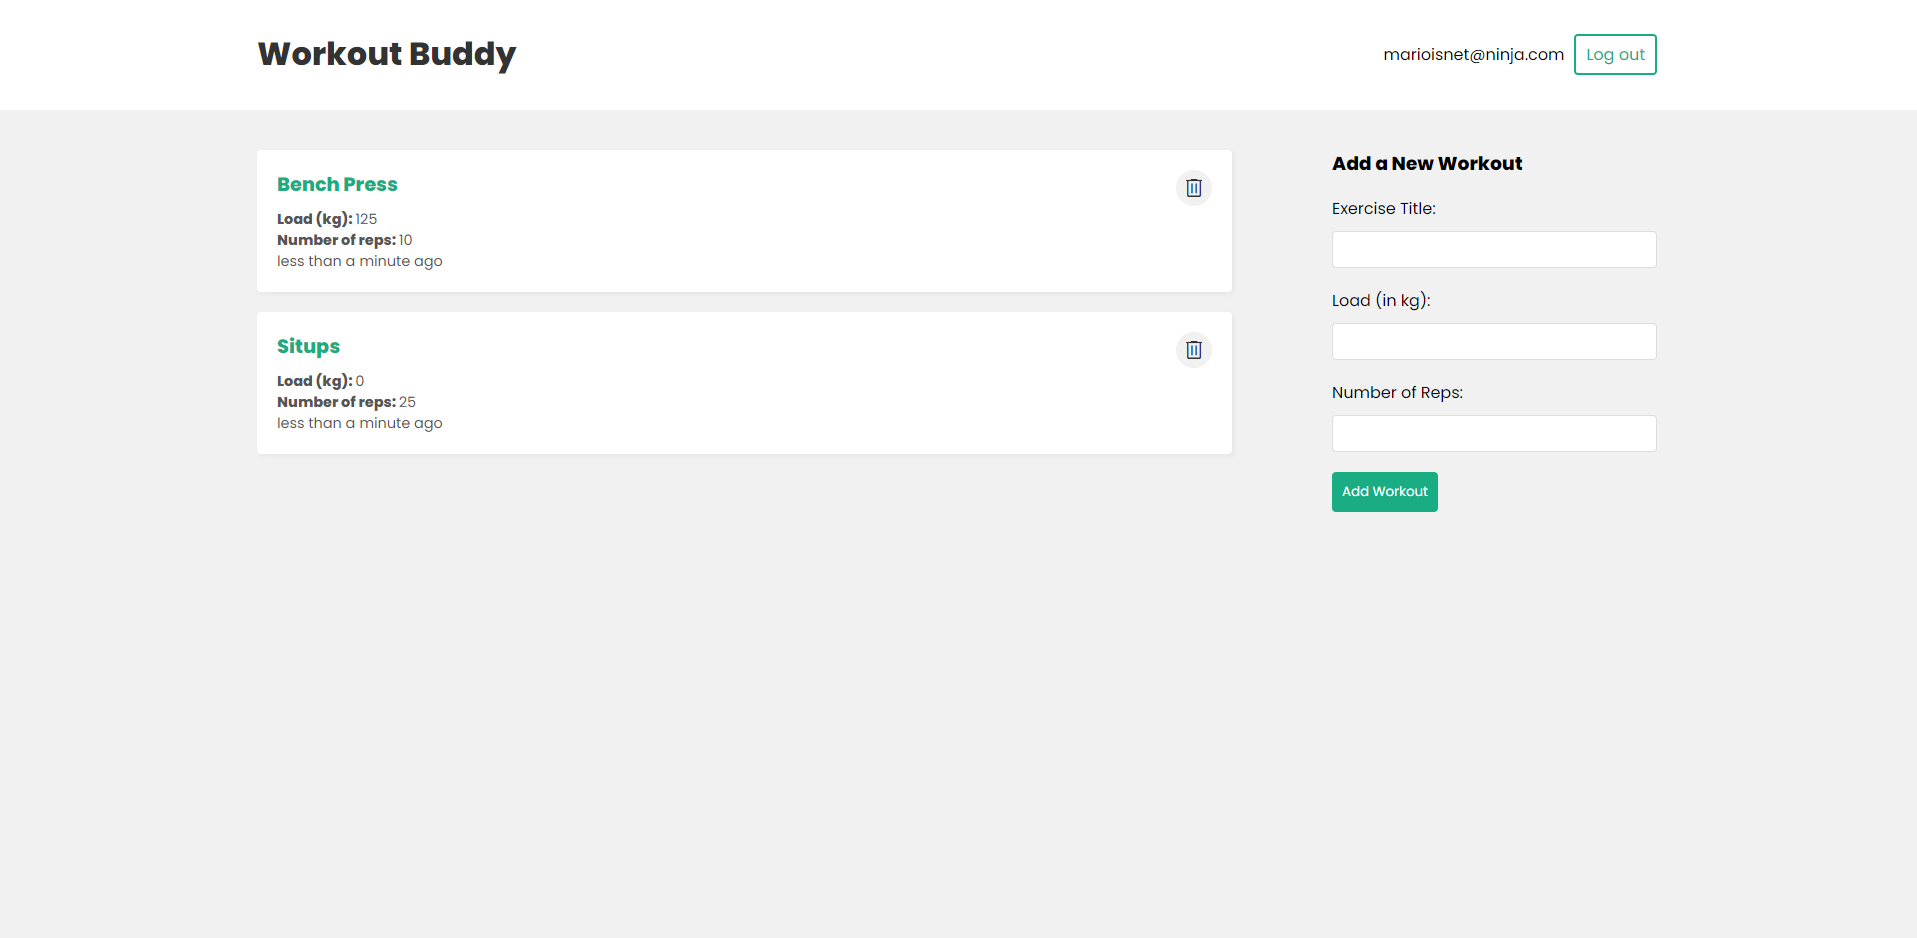 Workout Buddy
marioisnet@ninja.com
Log out
Bench Press
Load (kg): 125
Number of reps: 10
less than a minute ago
Situps
Load (kg): 0
Number of reps: 25
less than a minute ago
Add a New Workout
Exercise Title:
Load (in kg):
Number of Reps:
Add Workout